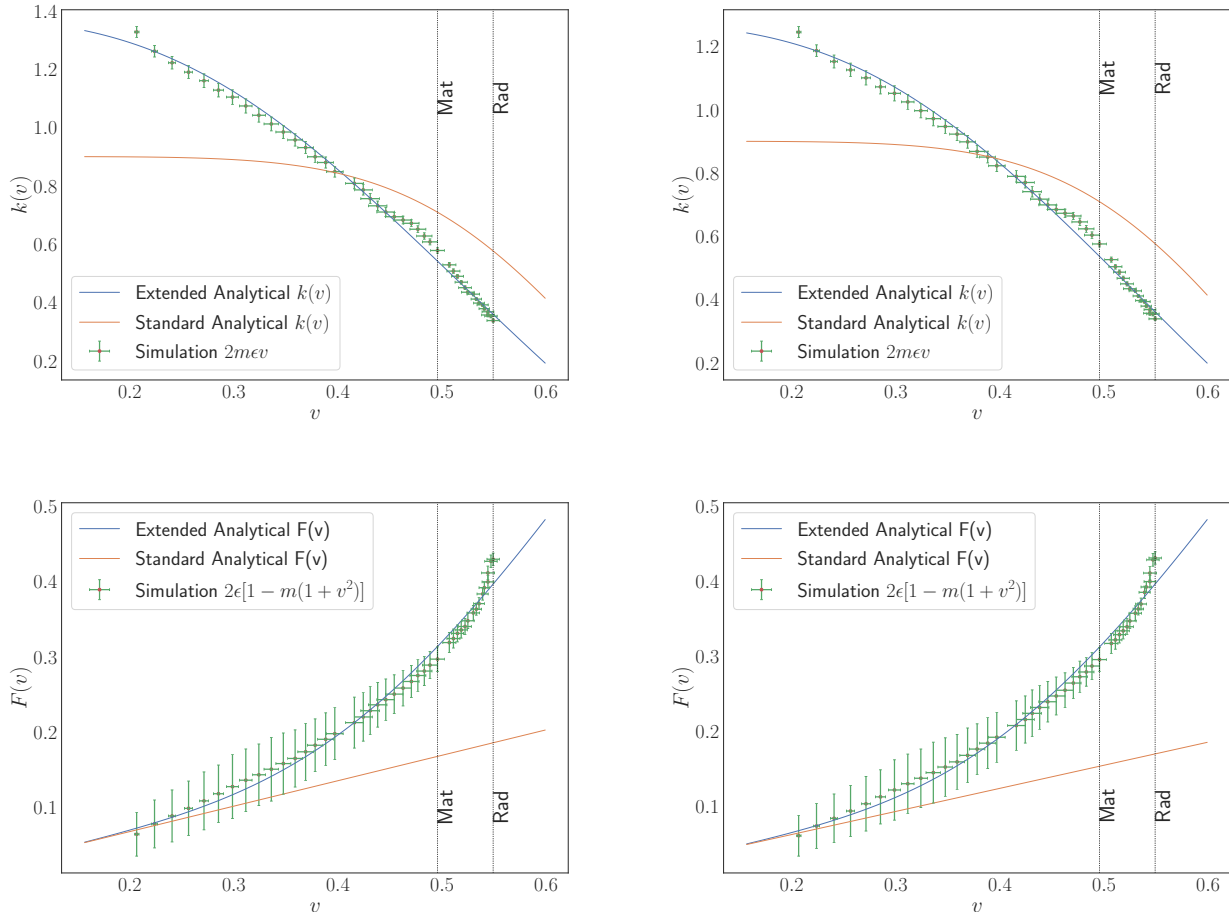 1.4
1.2
1.0
0.8
0.6
0.4
0.2
k(v)
Mat
Rad
Extended Analytical k(v)
Standard Analytical k(v)
Simulation 2mϵv
0.2 0.3 0.4 0.5 0.6
v
1.2
1.0
0.8
0.6
0.4
0.2
k(v)
Mat
Rad
Extended Analytical k(v)
Standard Analytical k(v)
Simulation 2mϵv
0.2 0.3 0.4 0.5 0.6
v
0.5
0.4
0.3
0.2
0.1
F(v)
Extended Analytical F(v)
Standard Analytical F(v)
Simulation 2ϵ[1 − m(1 + v²)]
Mat
Rad
0.2 0.3 0.4 0.5 0.6
v
0.5
0.4
0.3
0.2
0.1
F(v)
Extended Analytical F(v)
Standard Analytical F(v)
Simulation 2ϵ[1 − m(1 + v²)]
Mat
Rad
0.2 0.3 0.4 0.5 0.6
v